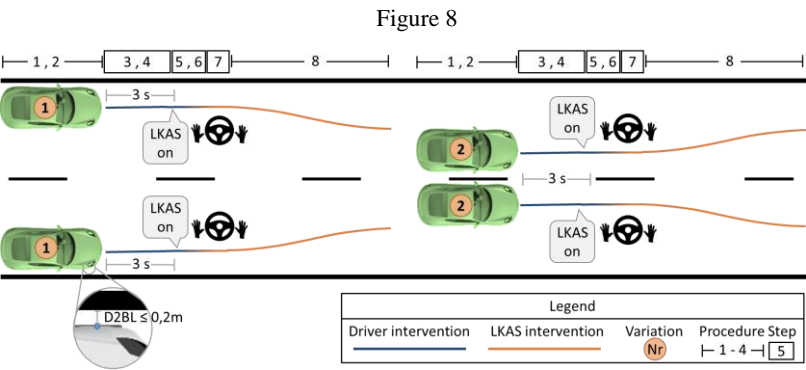 Figure 8
1 , 2 3 , 4 5 , 6 7 8
1 , 2 3 , 4 5 , 6 7 8
1
3 s
LKAS
on
LKAS
on
2
3 s
2
LKAS
on
1
LKAS
on
3 s
D2BL ≤ 0,2m
Legend
Driver intervention LKAS intervention Variation Procedure Step
Nr 1 - 4 5